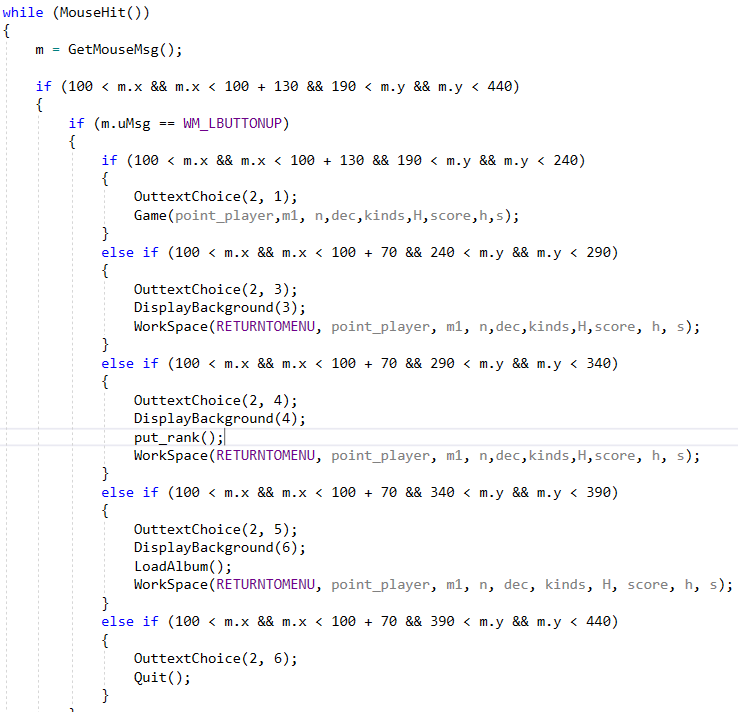 while (MouseHit())
{
    m = GetMouseMsg();

    if (100 < m.x && m.x < 100 + 130 && 190 < m.y && m.y < 440)
    {
        if (m.uMsg == WM_LBUTTONUP)
        {
            if (100 < m.x && m.x < 100 + 130 && 190 < m.y && m.y < 240)
            {
                OuttextChoice(2, 1);
                Game(point_player,m1, n,dec,kinds,H,score,h,s);
            }
            else if (100 < m.x && m.x < 100 + 70 && 240 < m.y && m.y < 290)
            {
                OuttextChoice(2, 3);
                DisplayBackground(3);
                WorkSpace(RETURNTOMENU, point_player, m1, n,dec,kinds,H,score, h, s);
            }
            else if (100 < m.x && m.x < 100 + 70 && 290 < m.y && m.y < 340)
            {
                OuttextChoice(2, 4);
                DisplayBackground(4);
                put_rank();
                WorkSpace(RETURNTOMENU, point_player, m1, n,dec,kinds,H,score, h, s);
            }
            else if (100 < m.x && m.x < 100 + 70 && 340 < m.y && m.y < 390)
            {
                OuttextChoice(2, 5);
                DisplayBackground(6);
                LoadAlbum();
                WorkSpace(RETURNTOMENU, point_player, m1, n, dec, kinds, H, score, h, s);
            }
            else if (100 < m.x && m.x < 100 + 70 && 390 < m.y && m.y < 440)
            {
                OuttextChoice(2, 6);
                Quit();
            }